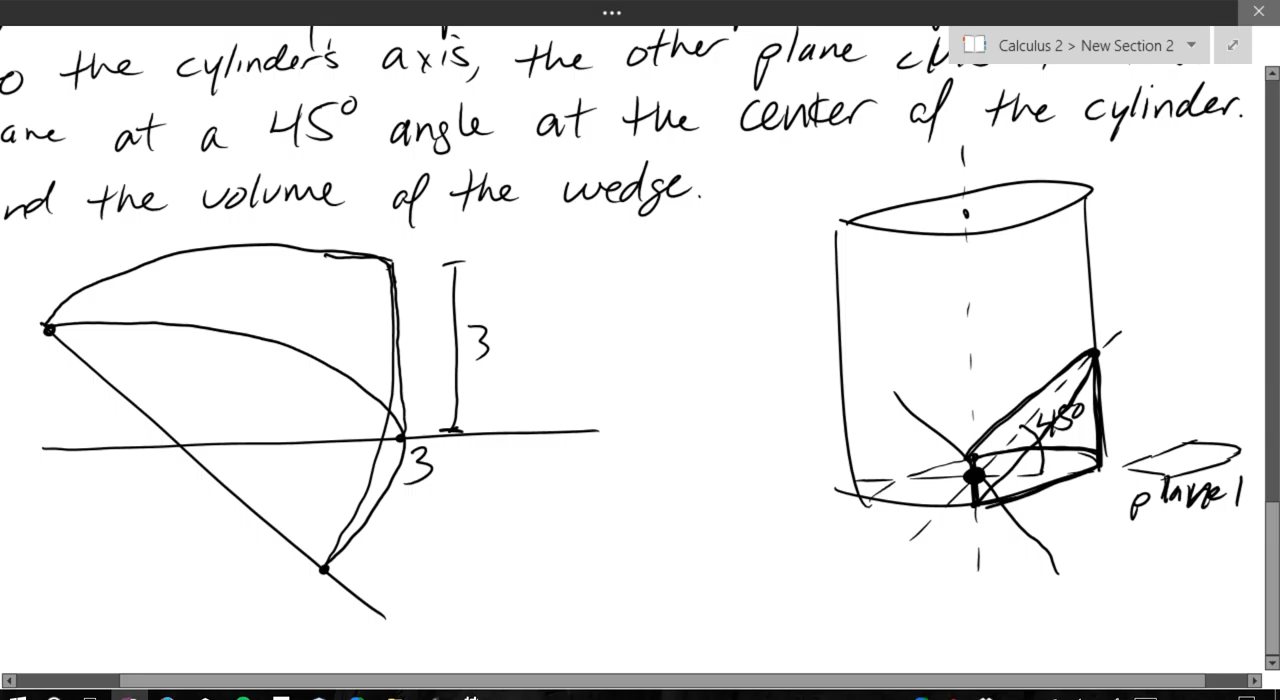 Calculus 2 > New Section 2
o the cylinder's axis, the other plane
ane at a 45° angle at the center of the cylinder.
nd the volume of the wedge.
3
45°
3
plane 1